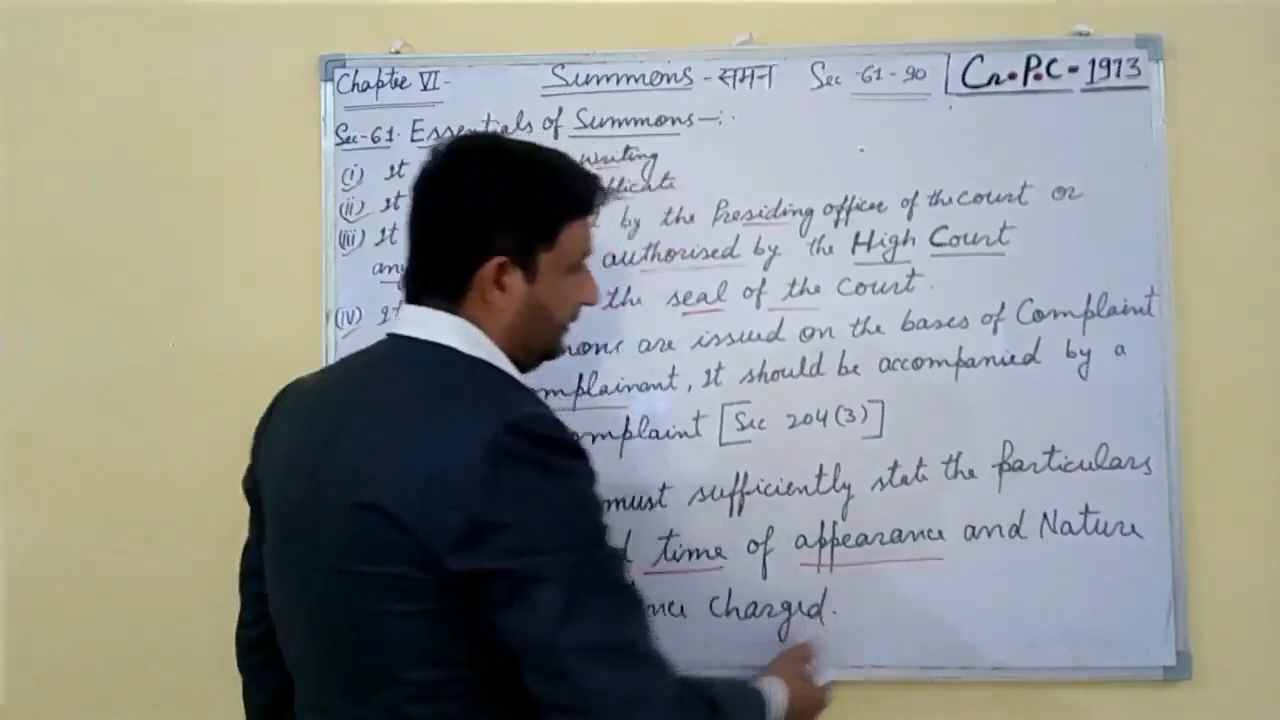 Chapter VI- Summons - समन Sec -61-90 Cr.P.C - 1973
Sec-61. Essentials of Summons-:.
(i) It writing
(ii) It
(iii) It by the Presiding officer of the court or
authorised by the High Court
(iv) It the seal of the court.
are issued on the bases of Complaint
It should be accompanied by a
[Sec 204(3)]
must sufficiently state the particulars
time of appearance and Nature
charged.